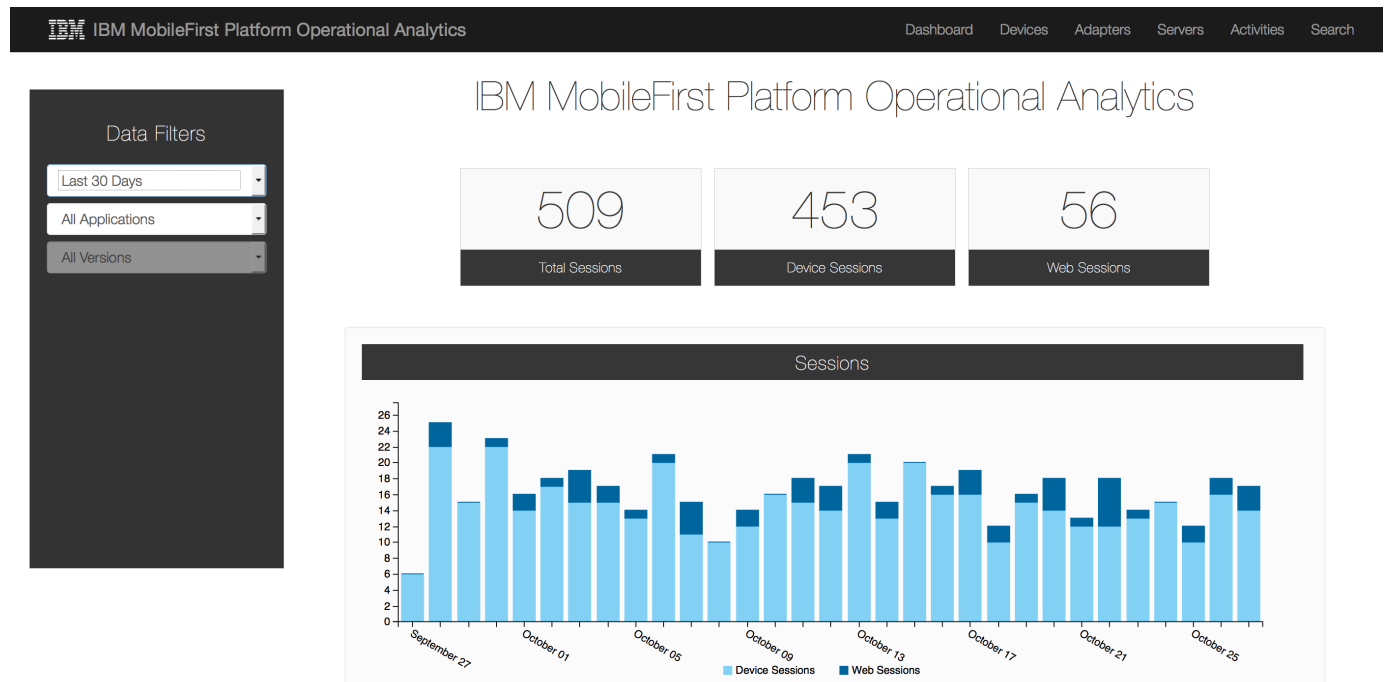 IBM IBM MobileFirst Platform Operational Analytics
Dashboard Devices Adapters Servers Activities Search
IBM MobileFirst Platform Operational Analytics
Data Filters
Last 30 Days
All Applications
All Versions
509
Total Sessions
453
Device Sessions
56
Web Sessions
Sessions
26
24
22
20
18
16
14
12
10
8
6
4
2
0
September 27
October 01
October 05
October 09
October 13
October 17
October 21
October 25
Device Sessions
Web Sessions